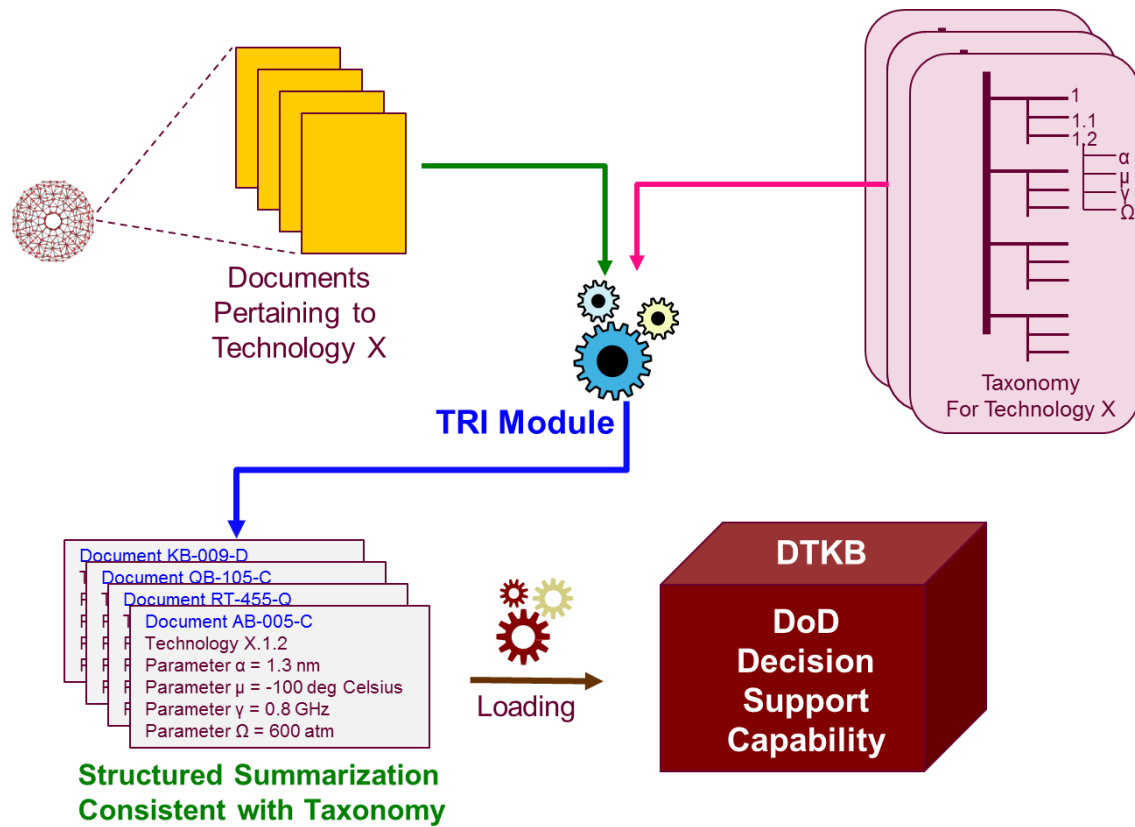 Documents
Pertaining to
Technology X
1
1.1
1.2
α
μ
γ
Ω
Taxonomy
For Technology X
TRI Module
Document KB-009-D
Document QB-105-C
Document RT-455-Q
Document AB-005-C
Technology X.1.2
Parameter α = 1.3 nm
Parameter μ = -100 deg Celsius
Parameter γ = 0.8 GHz
Parameter Ω = 600 atm
Structured Summarization
Consistent with Taxonomy
Loading
DTKB
DoD
Decision
Support
Capability